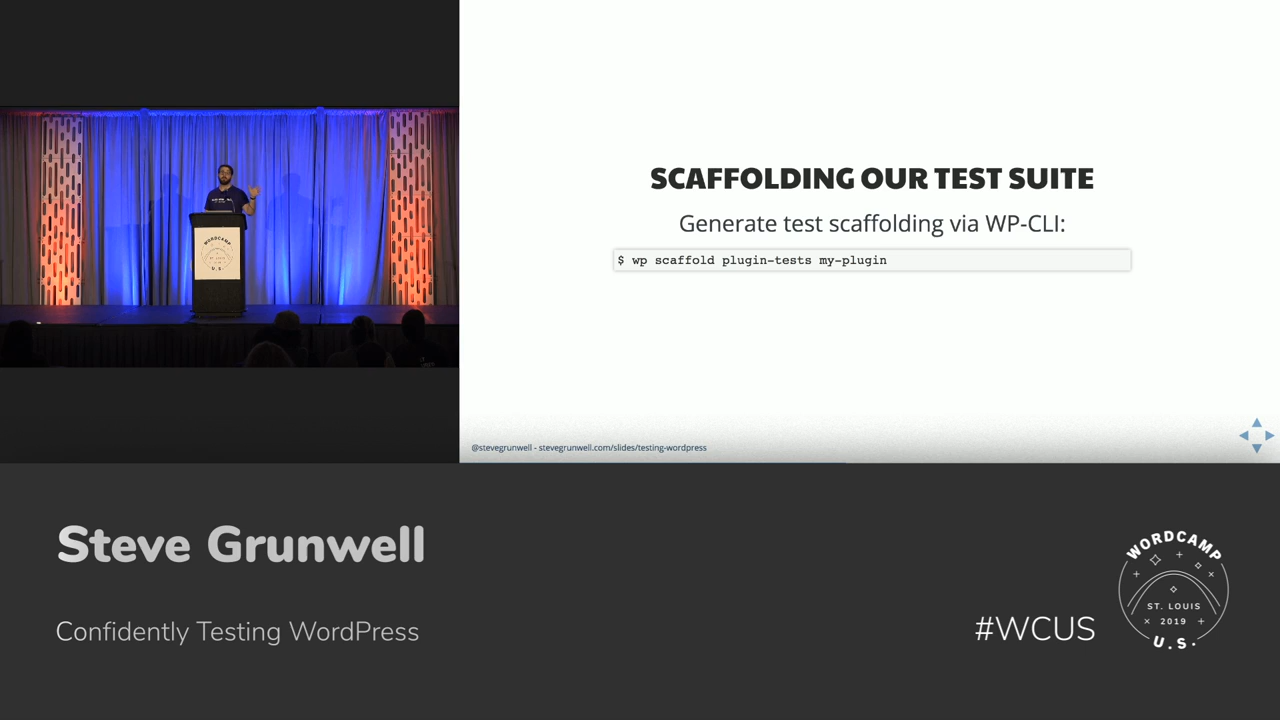 SCAFFOLDING OUR TEST SUITE
Generate test scaffolding via WP-CLI:
$ wp scaffold plugin-tests my-plugin
@stevegrunwell - stevegrunwell.com/slides/testing-wordpress
WORDCAMP
U.S.
Steve Grunwell
Confidently Testing WordPress
#WCUS
WORDCAMP
ST. LOUIS
2019
U.S.